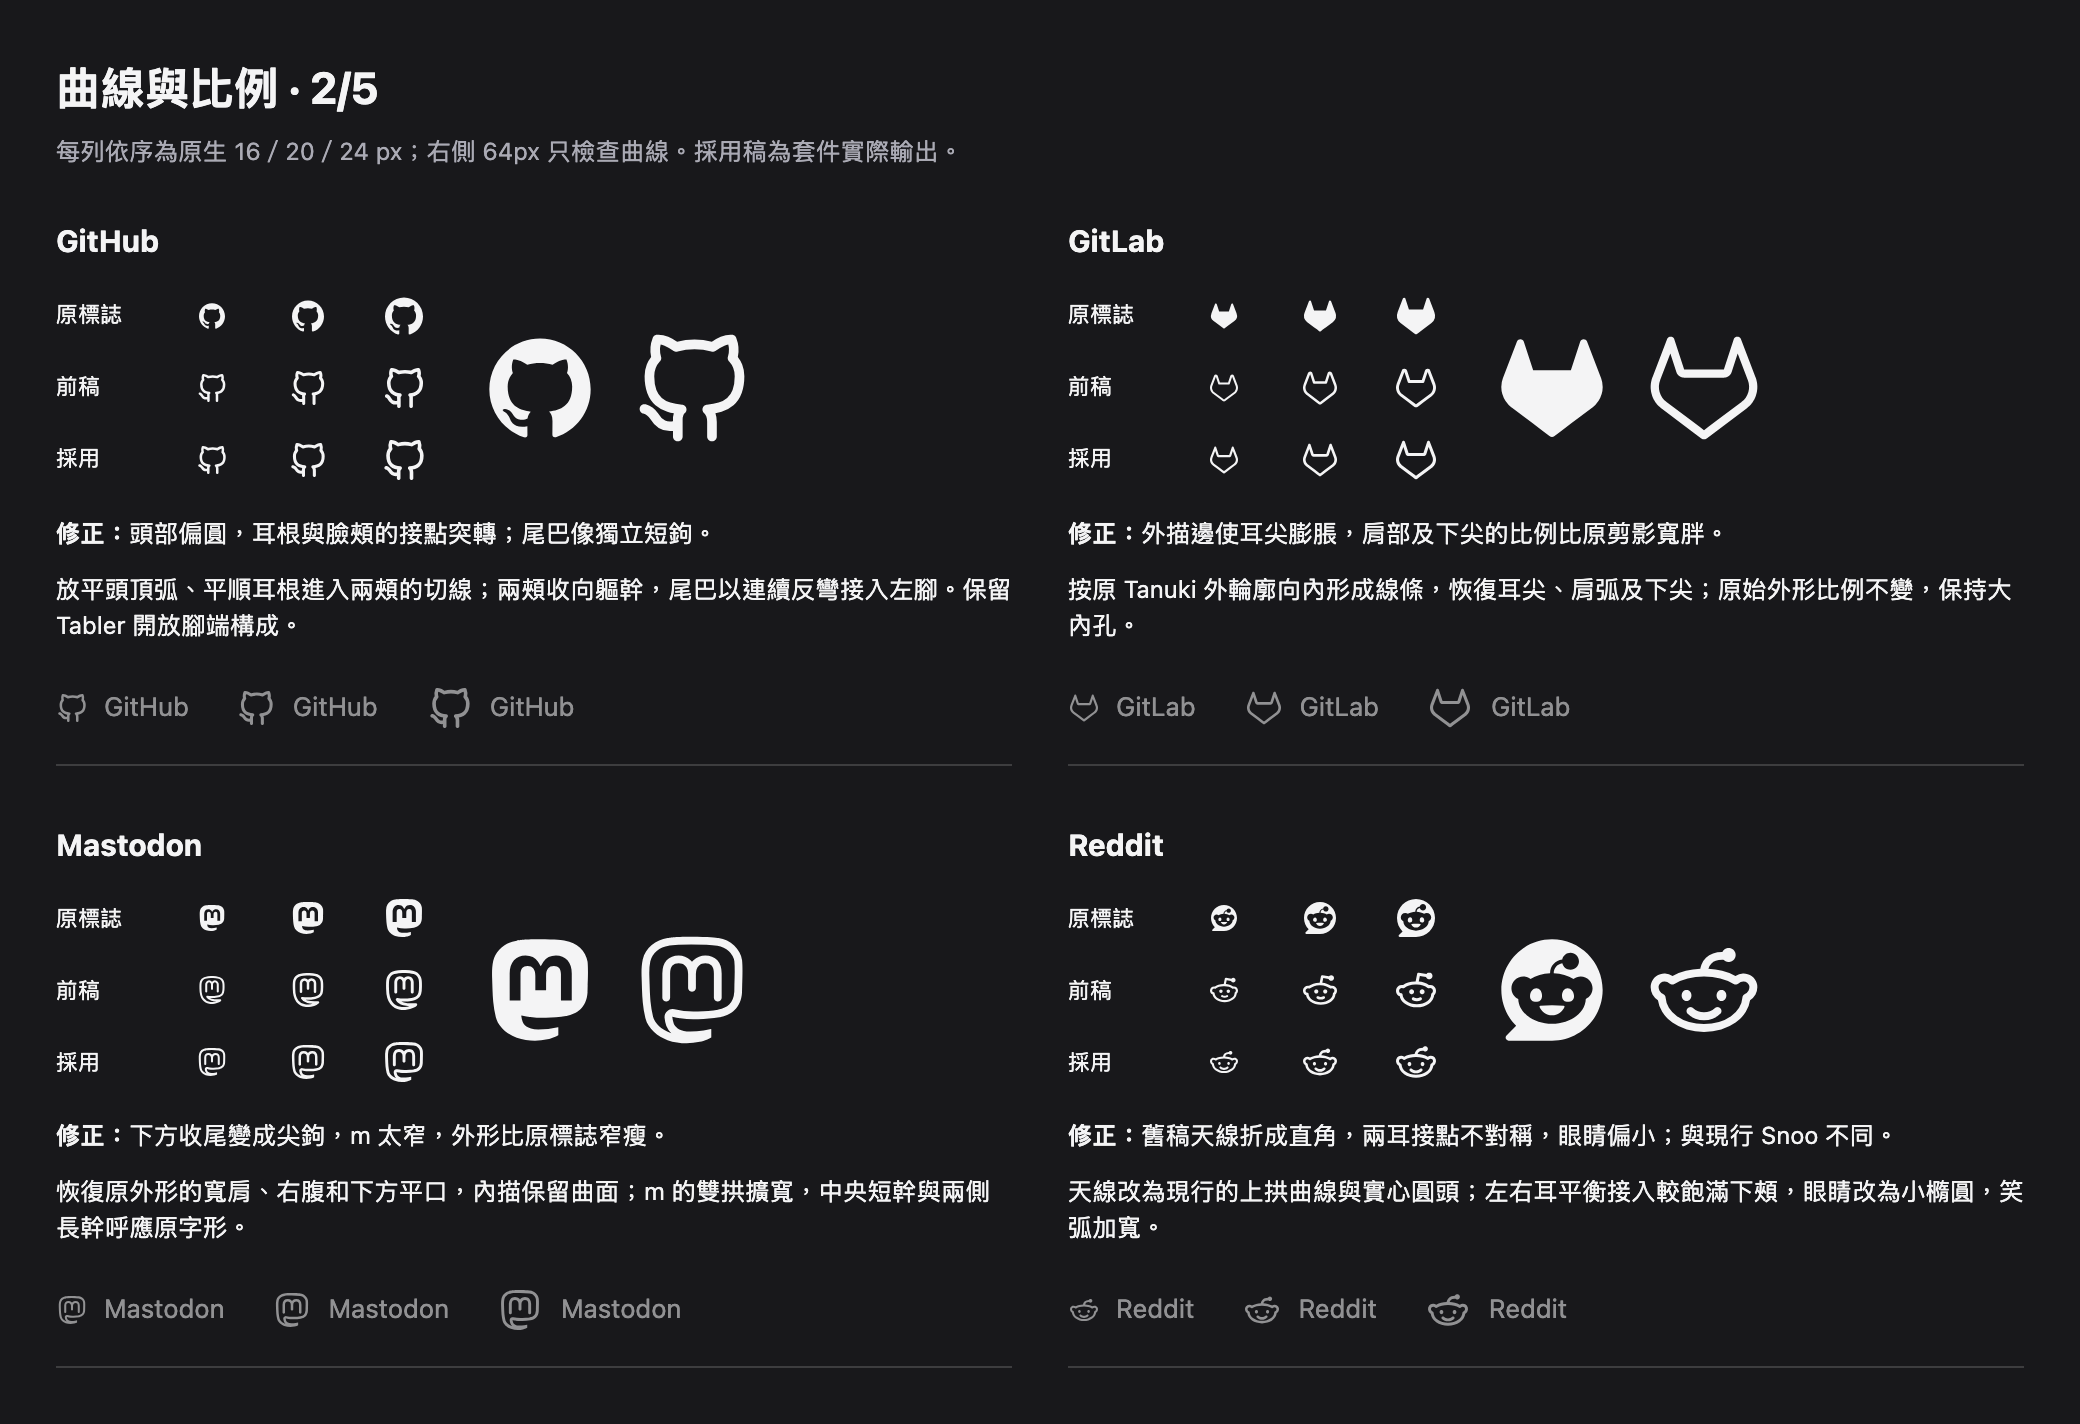 曲線與比例 · 2/5
每列依序為原生 16 / 20 / 24 px；右側 64px 只檢查曲線。採用稿為套件實際輸出。
GitHub
原標誌
前稿
採用
修正：頭部偏圓，耳根與臉頰的接點突轉；尾巴像獨立短鉤。
放平頭頂弧、平順耳根進入兩頰的切線；兩頰收向軀幹，尾巴以連續反彎接入左腳。保留
Tabler 開放腳端構成。
GitHub GitHub GitHub
GitLab
原標誌
前稿
採用
修正：外描邊使耳尖膨脹，肩部及下尖的比例比原剪影寬胖。
按原 Tanuki 外輪廓向內形成線條，恢復耳尖、肩弧及下尖；原始外形比例不變，保持大
內孔。
GitLab GitLab GitLab
Mastodon
原標誌
前稿
採用
修正：下方收尾變成尖鉤，m 太窄，外形比原標誌窄瘦。
恢復原外形的寬肩、右腹和下方平口，內描保留曲面；m 的雙拱擴寬，中央短幹與兩側
長幹呼應原字形。
Mastodon Mastodon Mastodon
Reddit
原標誌
前稿
採用
修正：舊稿天線折成直角，兩耳接點不對稱，眼睛偏小；與現行 Snoo 不同。
天線改為現行的上拱曲線與實心圓頭；左右耳平衡接入較飽滿下頰，眼睛改為小橢圓，笑
弧加寬。
Reddit Reddit Reddit